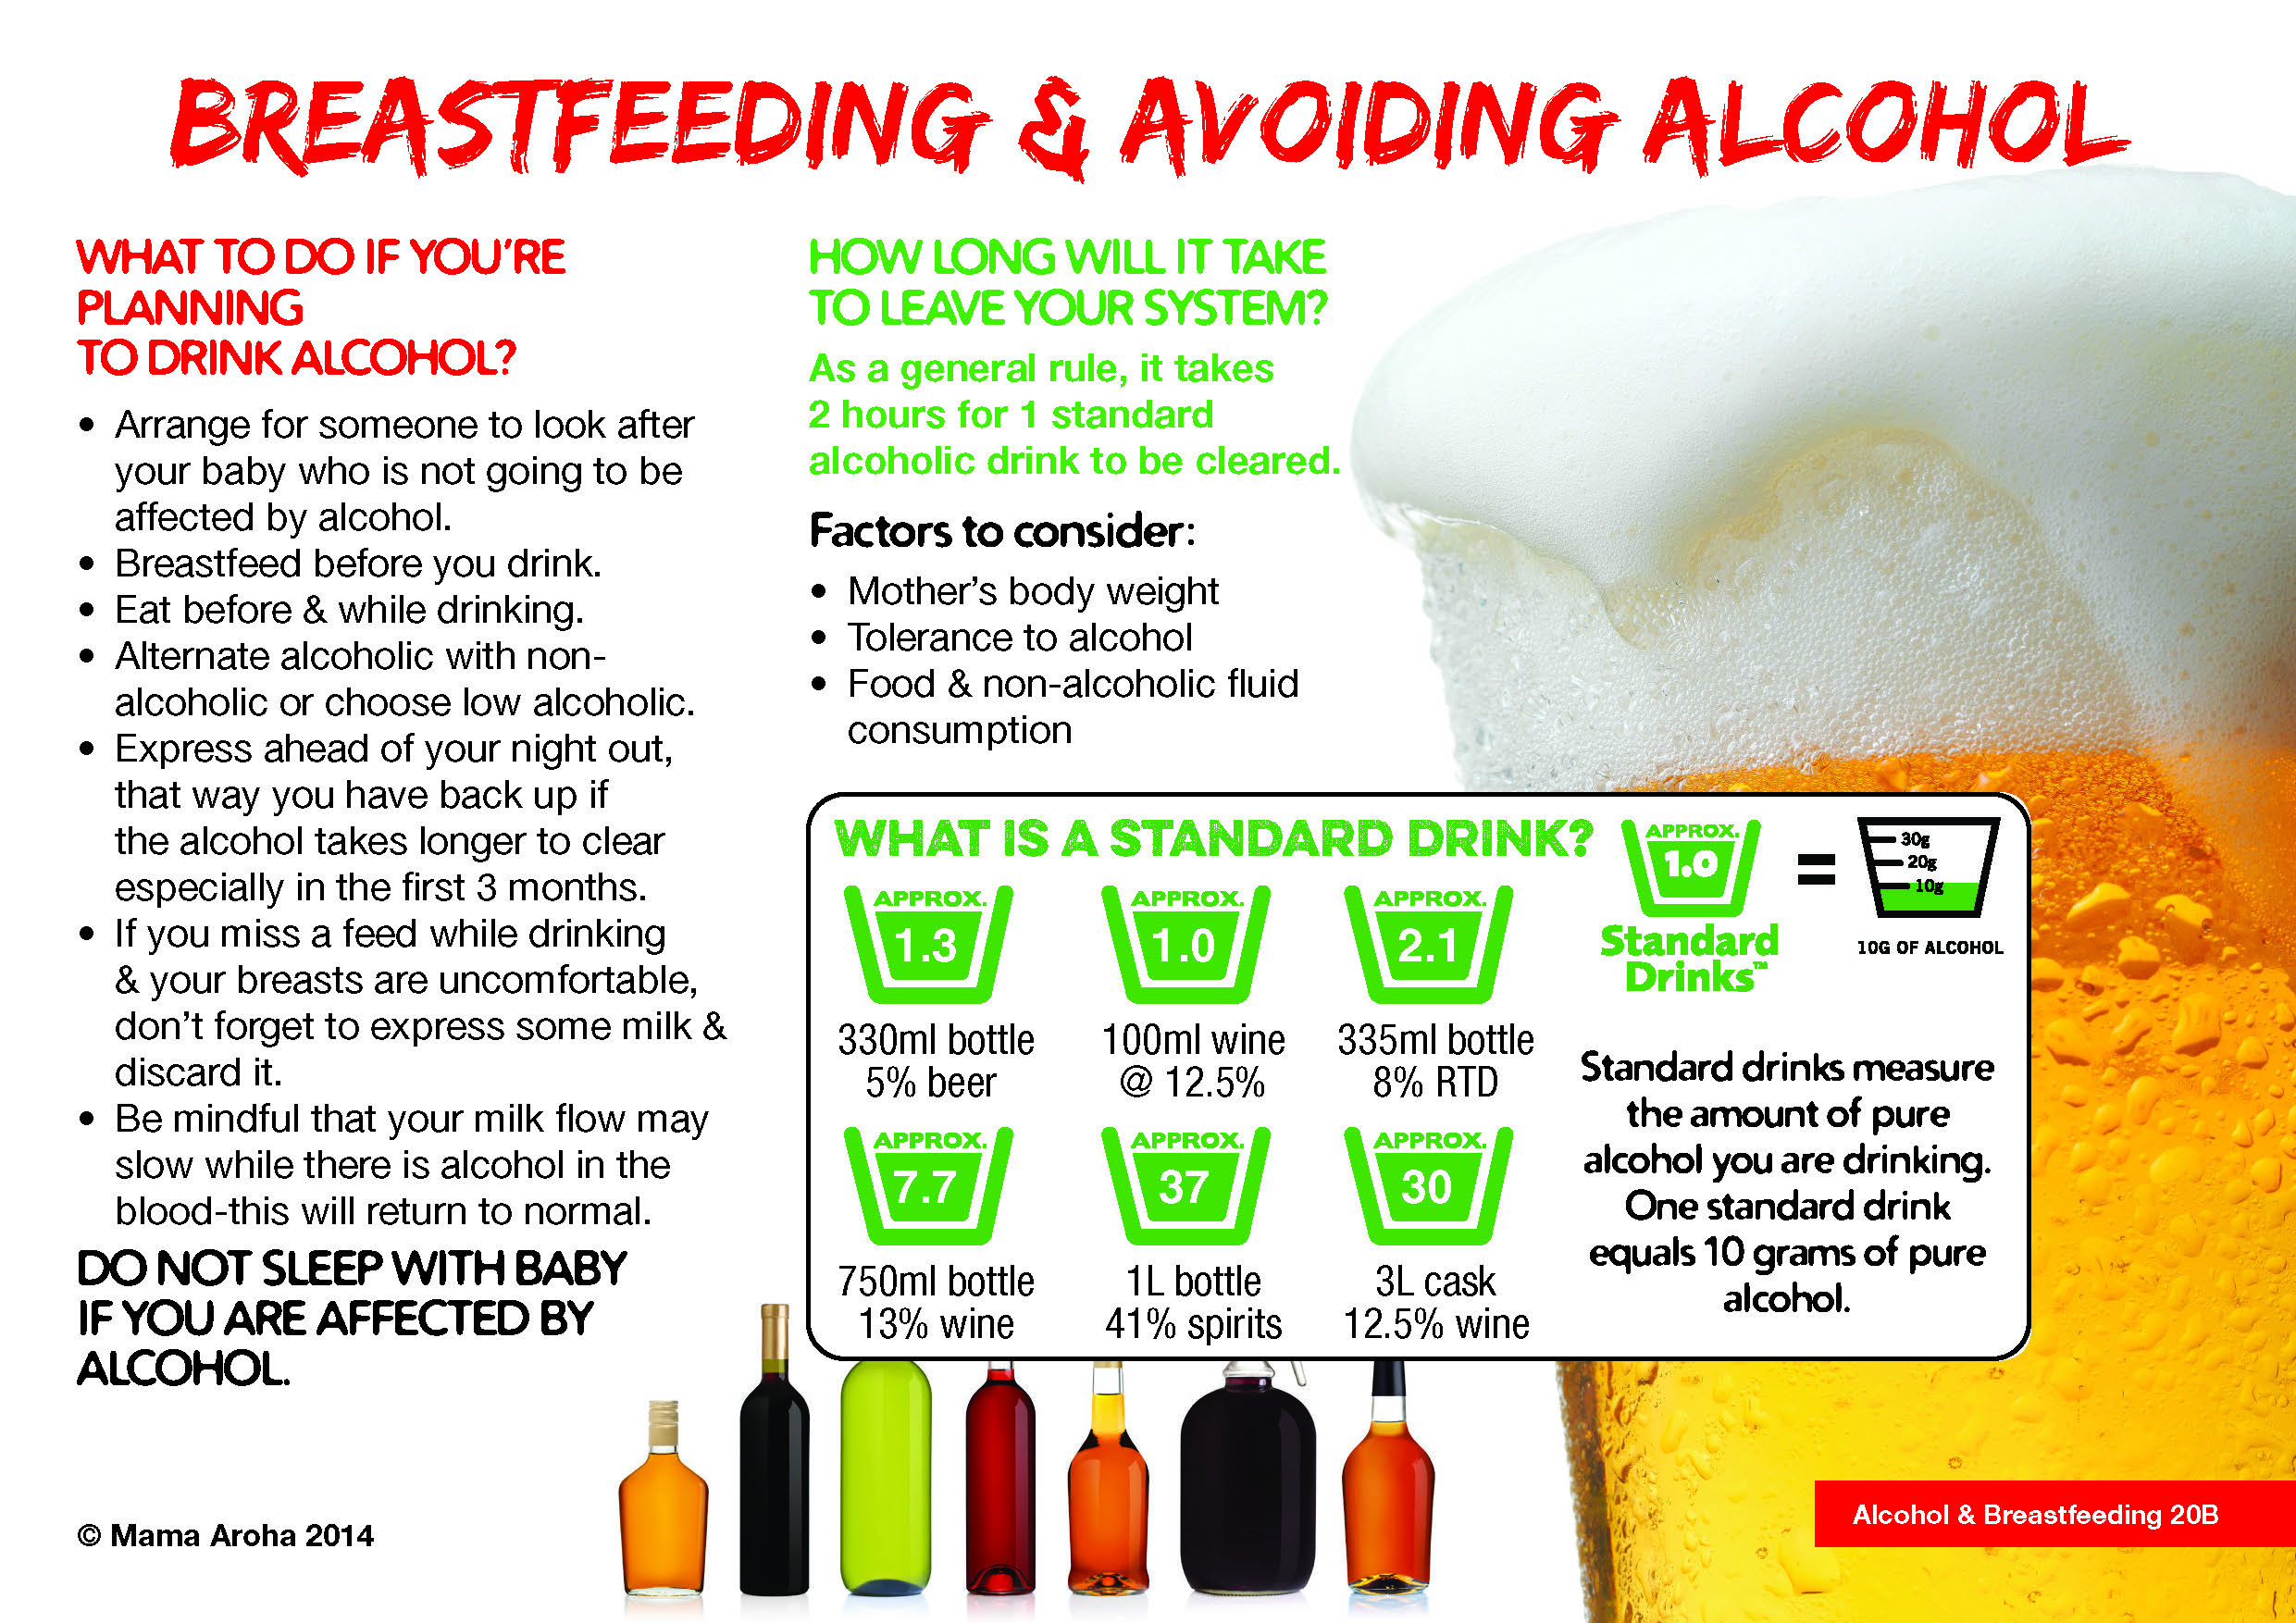 BREASTFEEDING & AVOIDING ALCOHOL
WHAT TO DO IF YOU'RE
PLANNING
TO DRINK ALCOHOL?
• Arrange for someone to look after
your baby who is not going to be
affected by alcohol.
• Breastfeed before you drink.
• Eat before & while drinking.
• Alternate alcoholic with non-
alcoholic or choose low alcoholic.
• Express ahead of your night out,
that way you have back up if
the alcohol takes longer to clear
especially in the first 3 months.
• If you miss a feed while drinking
& your breasts are uncomfortable,
don't forget to express some milk &
discard it.
• Be mindful that your milk flow may
slow while there is alcohol in the
blood-this will return to normal.
DO NOT SLEEP WITH BABY
IF YOU ARE AFFECTED BY
ALCOHOL.
© Mama Aroha 2014
HOW LONG WILL IT TAKE
TO LEAVE YOUR SYSTEM?
As a general rule, it takes
2 hours for 1 standard
alcoholic drink to be cleared.
Factors to consider:
• Mother's body weight
• Tolerance to alcohol
• Food & non-alcoholic fluid
consumption
WHAT IS A STANDARD DRINK?
APPROX. APPROX. APPROX.
1.3 1.0 2.1
330ml bottle 100ml wine 335ml bottle
5% beer @ 12.5% 8% RTD
APPROX. APPROX. APPROX.
7.7 37 30
750ml bottle 1L bottle 3L cask
13% wine 41% spirits 12.5% wine
APPROX.
1.0
Standard
Drinks™
=
30g
20g
10g
10G OF ALCOHOL
Standard drinks measure
the amount of pure
alcohol you are drinking.
One standard drink
equals 10 grams of pure
alcohol.
Alcohol & Breastfeeding 20B